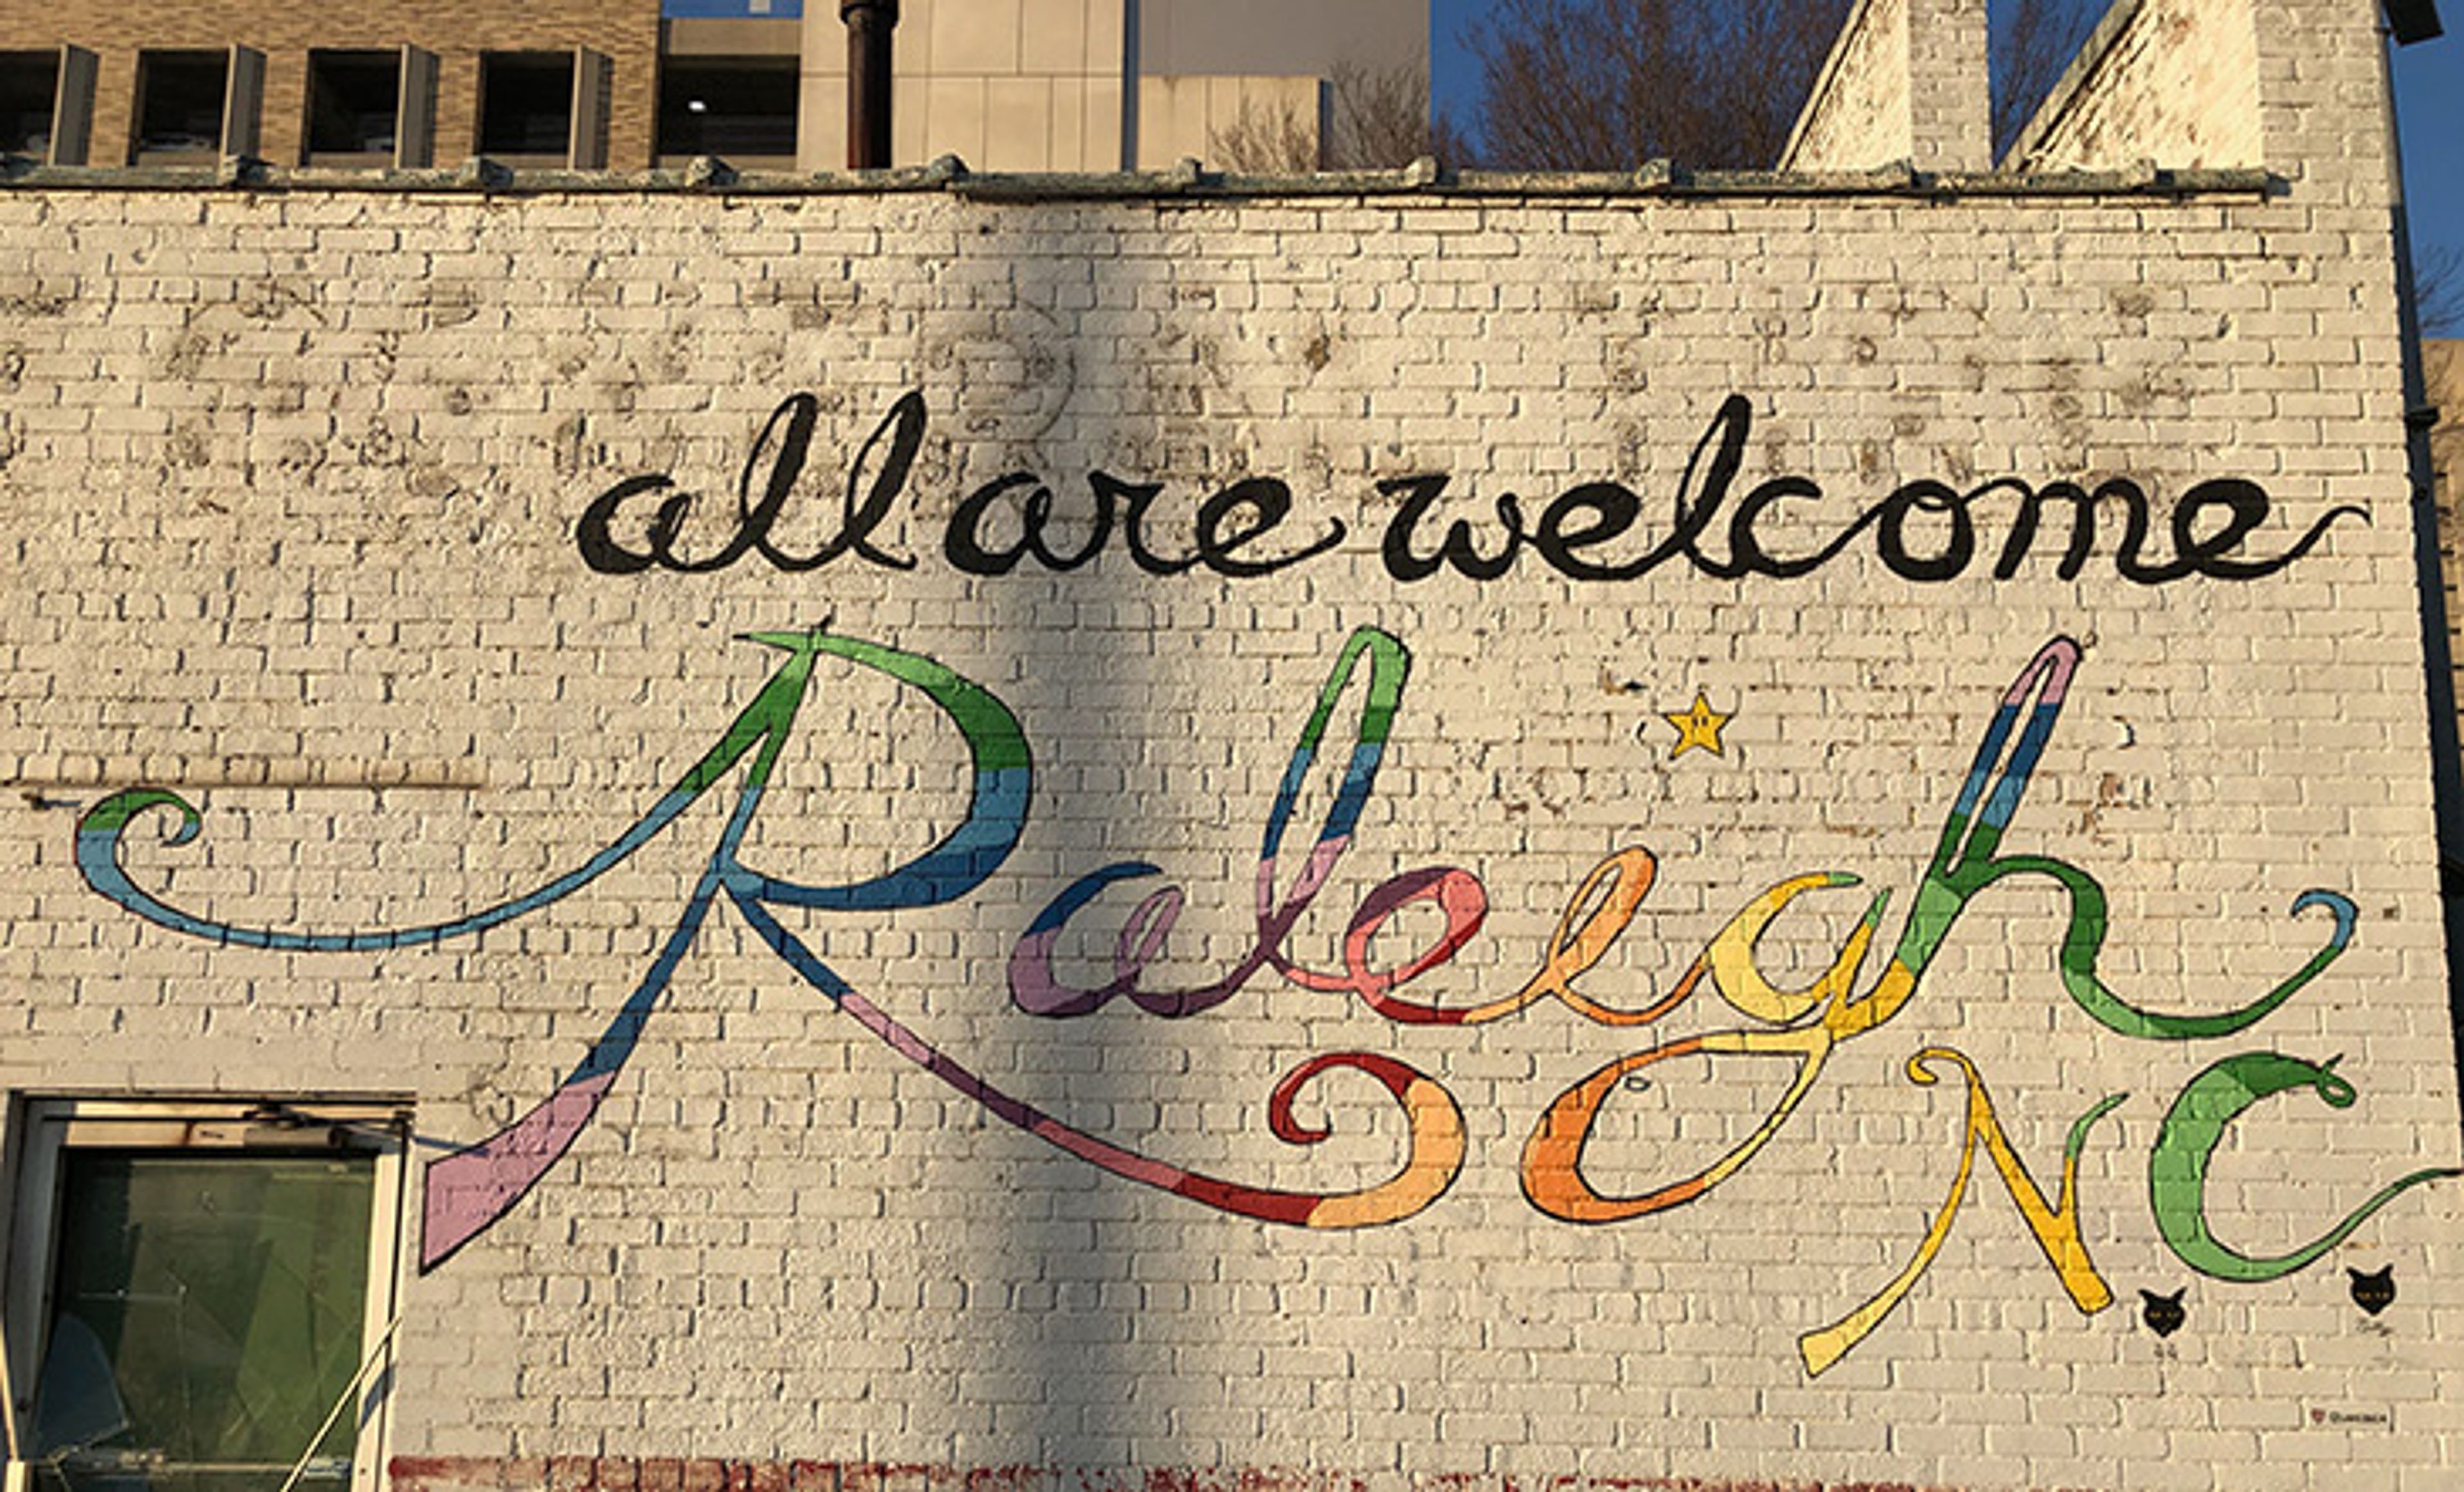 all are welcome
Raleigh
NC